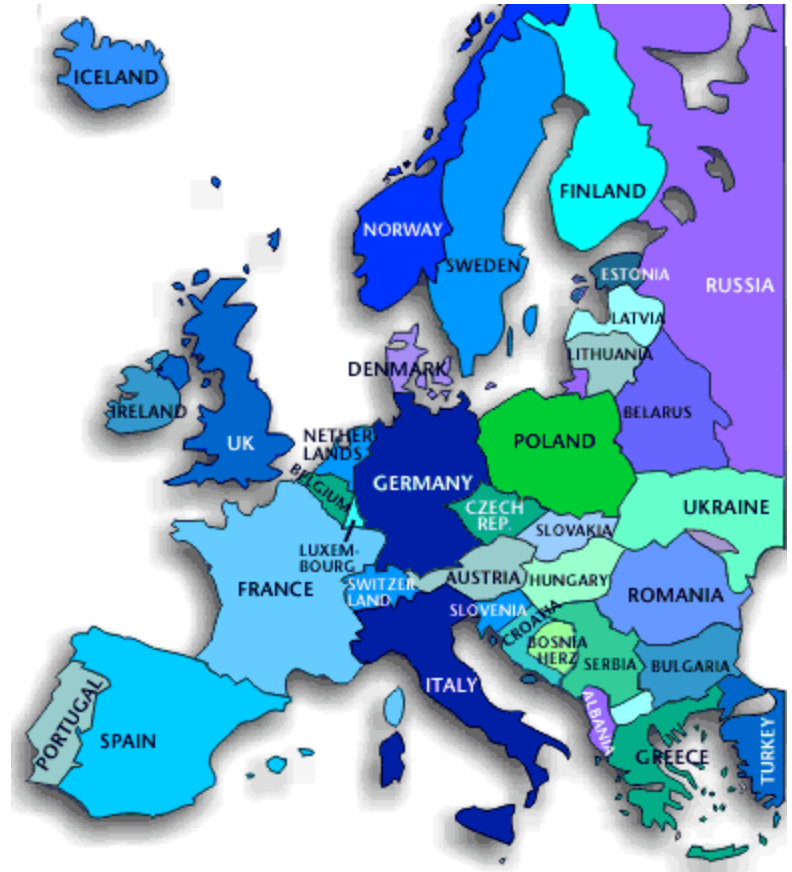 ICELAND
NORWAY
SWEDEN
FINLAND
RUSSIA
ESTONIA
LATVIA
LITHUANIA
DENMARK
BELARUS
IRELAND
UK
NETHER
LANDS
BELGIUM
GERMANY
POLAND
LUXEM-
BOURG
CZECH
REP.
SLOVAKIA
UKRAINE
FRANCE
SWITZER
LAND
AUSTRIA
HUNGARY
ROMANIA
SLOVENIA
CROATIA
BOSNIA
HERZ
SERBIA
BULGARIA
ITALY
PORTUGAL
SPAIN
ALBANIA
GREECE
TURKEY